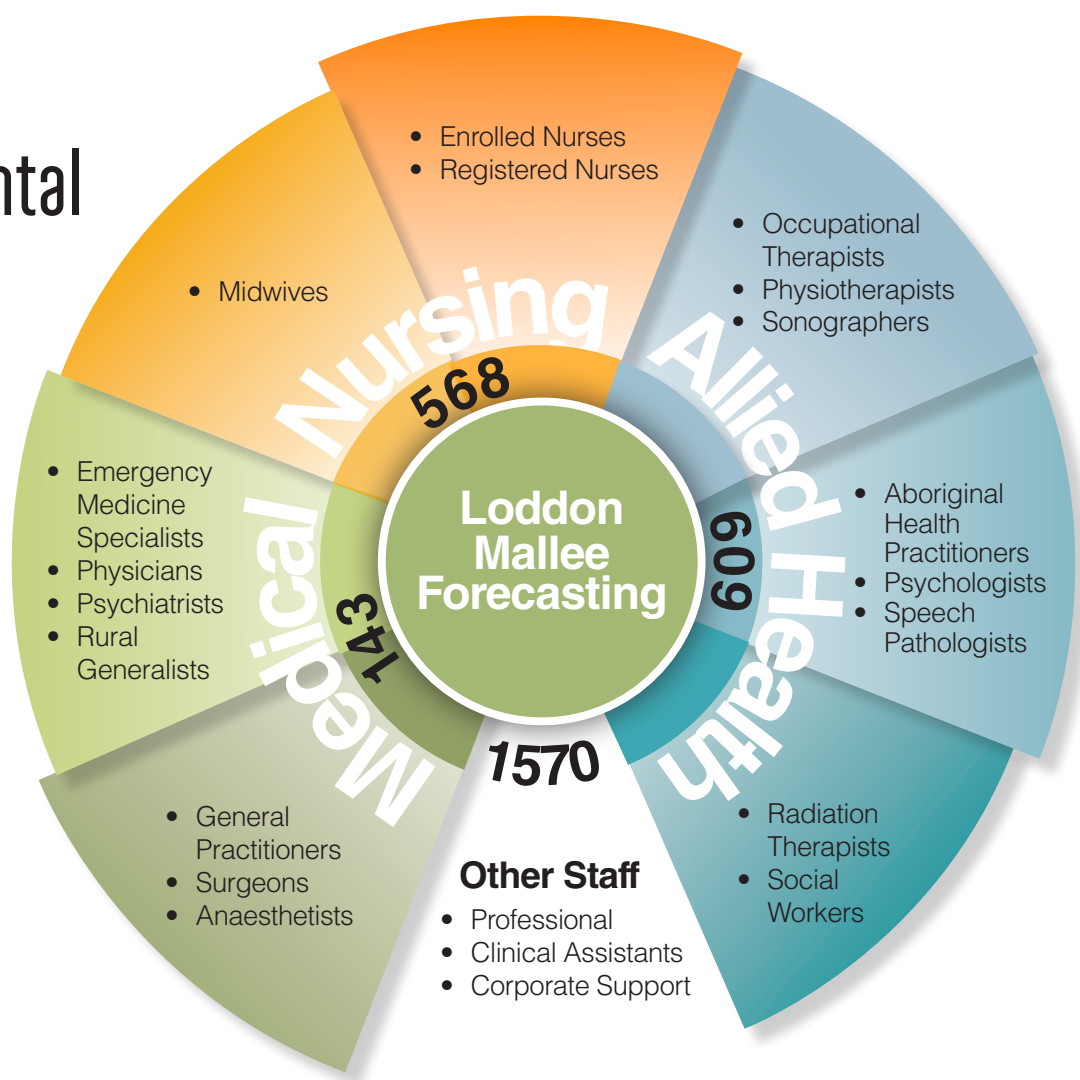 ntal
• Enrolled Nurses
• Registered Nurses
• Occupational
Therapists
• Physiotherapists
• Sonographers
• Midwives
Nursing
568
Allied Health
609
• Aboriginal
Health
Practitioners
• Psychologists
• Speech
Pathologists
• Emergency
Medicine
Specialists
• Physicians
• Psychiatrists
• Rural
Generalists
Medical
143
Loddon
Mallee
Forecasting
1570
• General
Practitioners
• Surgeons
• Anaesthetists
Other Staff
• Professional
• Clinical Assistants
• Corporate Support
• Radiation
Therapists
• Social
Workers